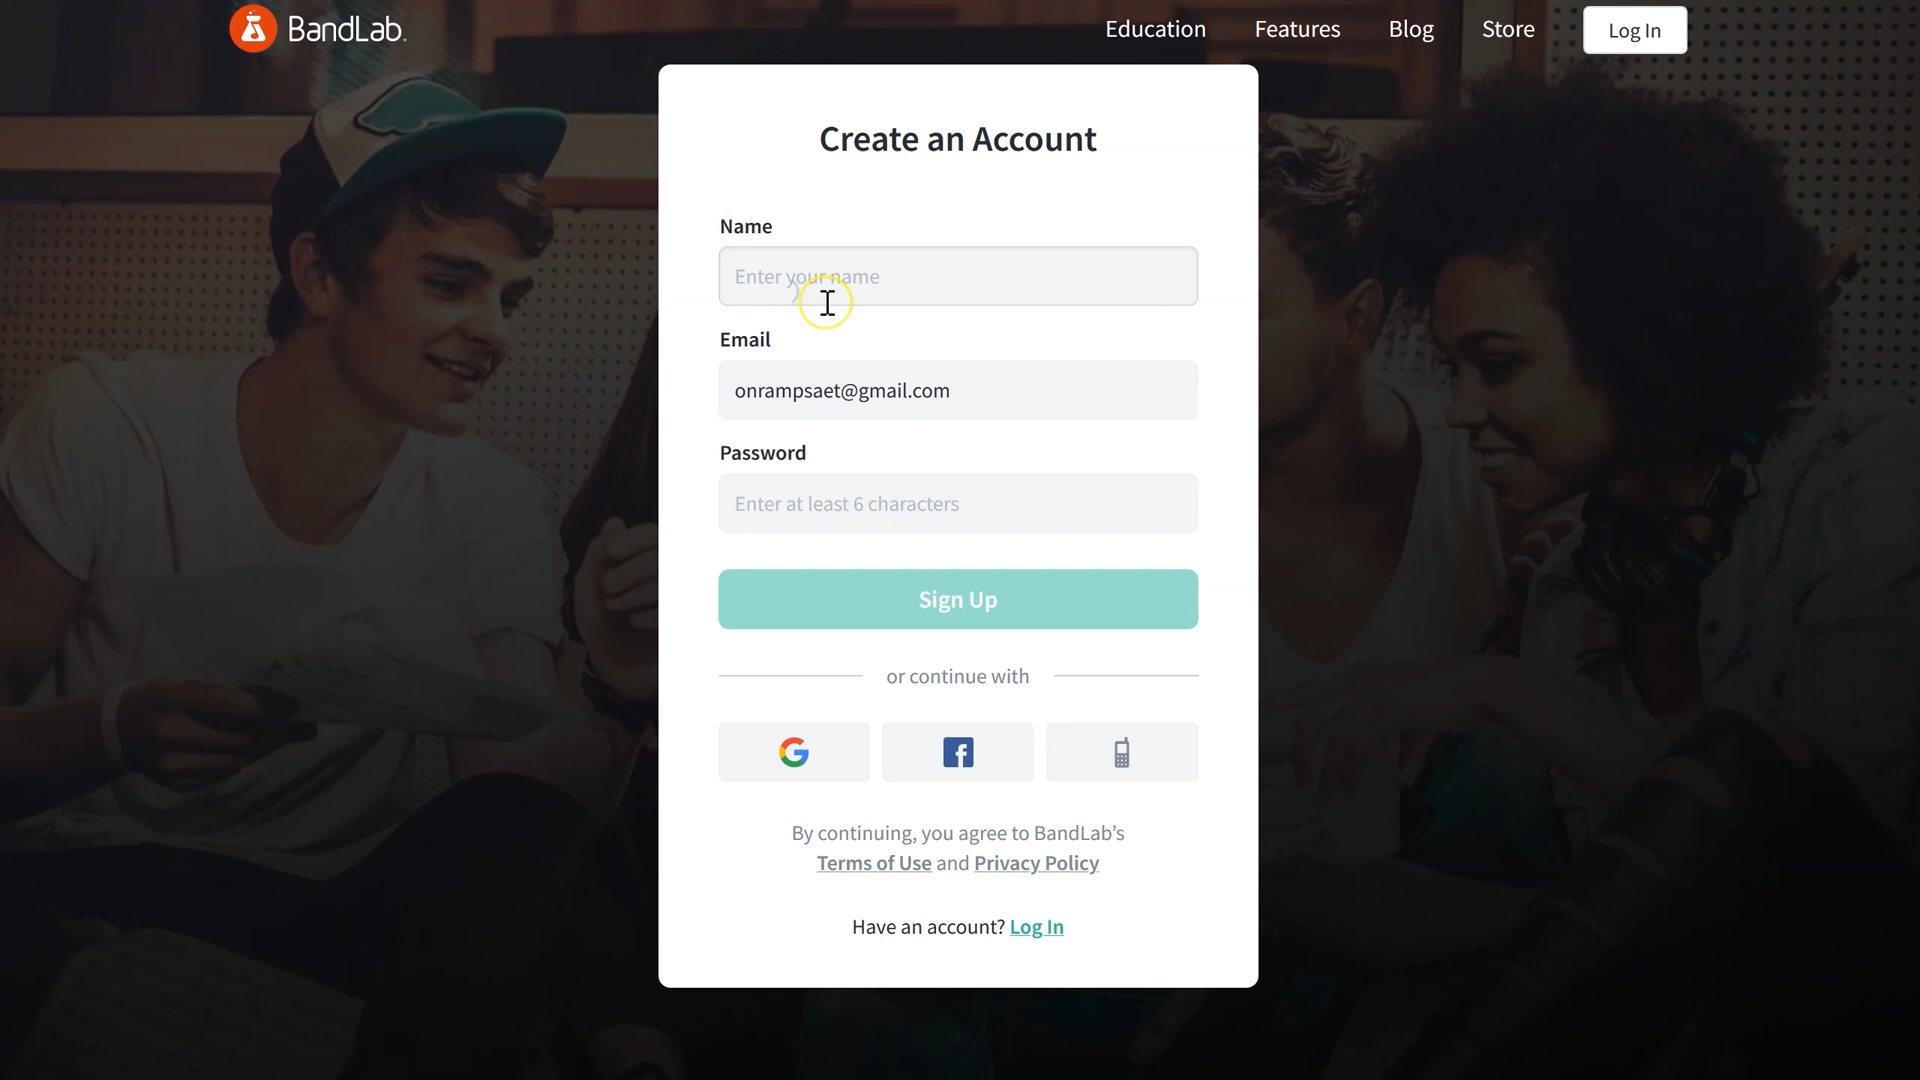 BandLab.
Education
Features
Blog
Store
Log In
Create an Account
Name
Enter your name
Email
onrampsaet@gmail.com
Password
Enter at least 6 characters
Sign Up
or continue with
By continuing, you agree to BandLab’s
Terms of Use and Privacy Policy
Have an account? Log In